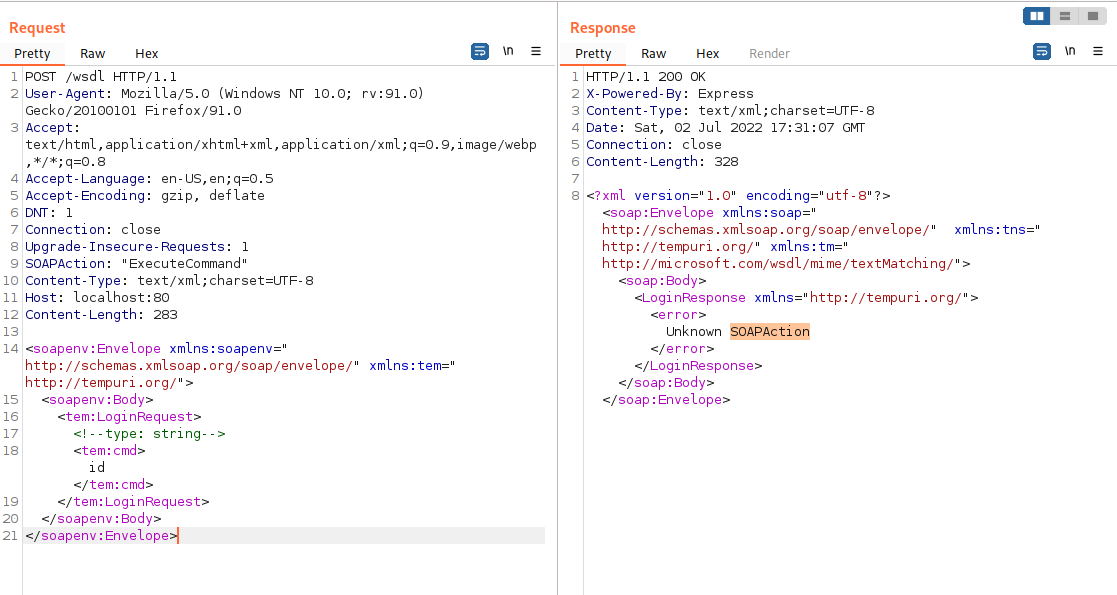 Request
Pretty Raw Hex \n
1 POST /wsdl HTTP/1.1
2 User-Agent: Mozilla/5.0 (Windows NT 10.0; rv:91.0)
Gecko/20100101 Firefox/91.0
3 Accept:
text/html,application/xhtml+xml,application/xml;q=0.9,image/webp
,*/*;q=0.8
4 Accept-Language: en-US,en;q=0.5
5 Accept-Encoding: gzip, deflate
6 DNT: 1
7 Connection: close
8 Upgrade-Insecure-Requests: 1
9 SOAPAction: "ExecuteCommand"
10 Content-Type: text/xml;charset=UTF-8
11 Host: localhost:80
12 Content-Length: 283
13
14 <soapenv:Envelope xmlns:soapenv="
http://schemas.xmlsoap.org/soap/envelope/" xmlns:tem="
http://tempuri.org/">
15 <soapenv:Body>
16 <tem:LoginRequest>
17 <!--type: string-->
18 <tem:cmd>
id
</tem:cmd>
19 </tem:LoginRequest>
20 </soapenv:Body>
21 </soapenv:Envelope>
Response
Pretty Raw Hex Render \n
1 HTTP/1.1 200 OK
2 X-Powered-By: Express
3 Content-Type: text/xml;charset=UTF-8
4 Date: Sat, 02 Jul 2022 17:31:07 GMT
5 Connection: close
6 Content-Length: 328
7
8 <?xml version="1.0" encoding="utf-8"?>
<soap:Envelope xmlns:soap="
http://schemas.xmlsoap.org/soap/envelope/" xmlns:tns="
http://tempuri.org/" xmlns:tm="
http://microsoft.com/wsdl/mime/textMatching/">
<soap:Body>
<LoginResponse xmlns="http://tempuri.org/">
<error>
Unknown SOAPAction
</error>
</LoginResponse>
</soap:Body>
</soap:Envelope>